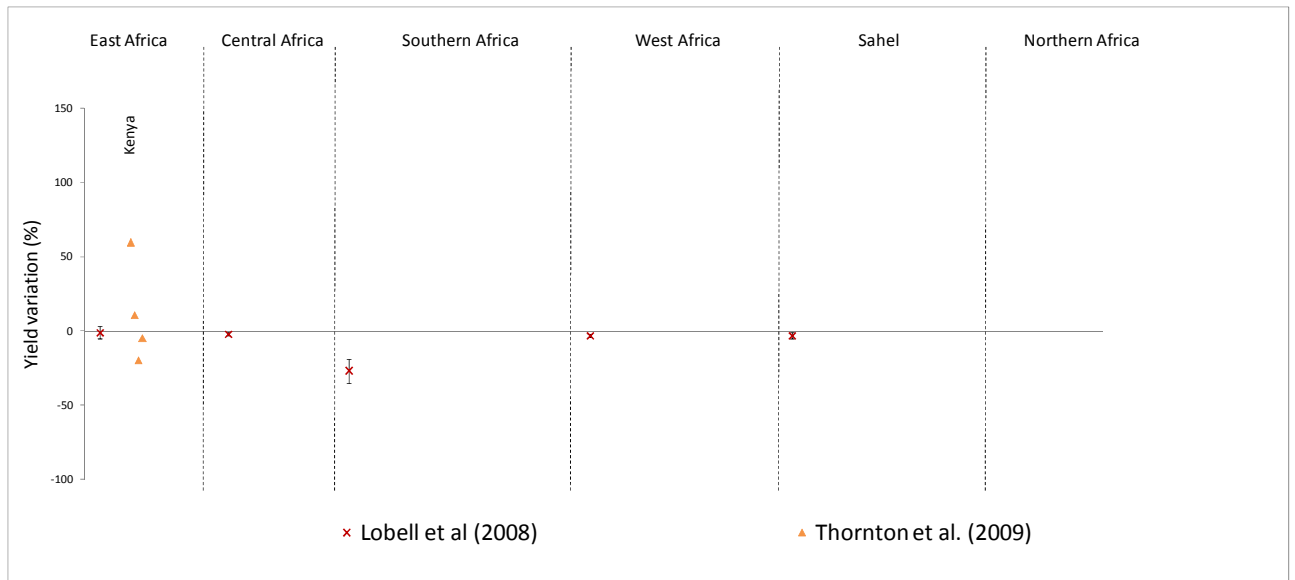 East Africa Central Africa Southern Africa West Africa Sahel Northern Africa
150
Kenya
100
50
0
-50
-100
Yield variation (%)
Lobell et al (2008) Thornton et al. (2009)